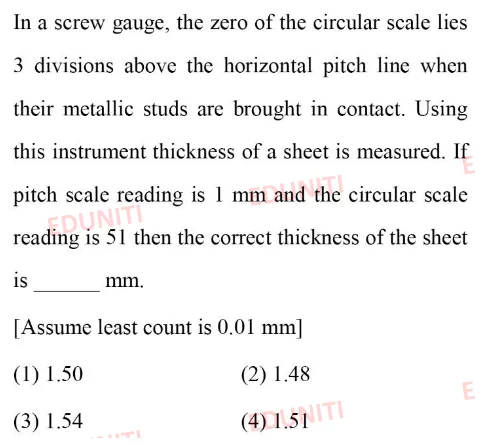 In a screw gauge, the zero of the circular scale lies
3 divisions above the horizontal pitch line when
their metallic studs are brought in contact. Using
this instrument thickness of a sheet is measured. If
pitch scale reading is 1 mm and the circular scale
reading is 51 then the correct thickness of the sheet
is ______ mm.
[Assume least count is 0.01 mm]
(1) 1.50 (2) 1.48
(3) 1.54 (4) 1.51
E
EDUNITI
EDUNITI
E
EDUNITI